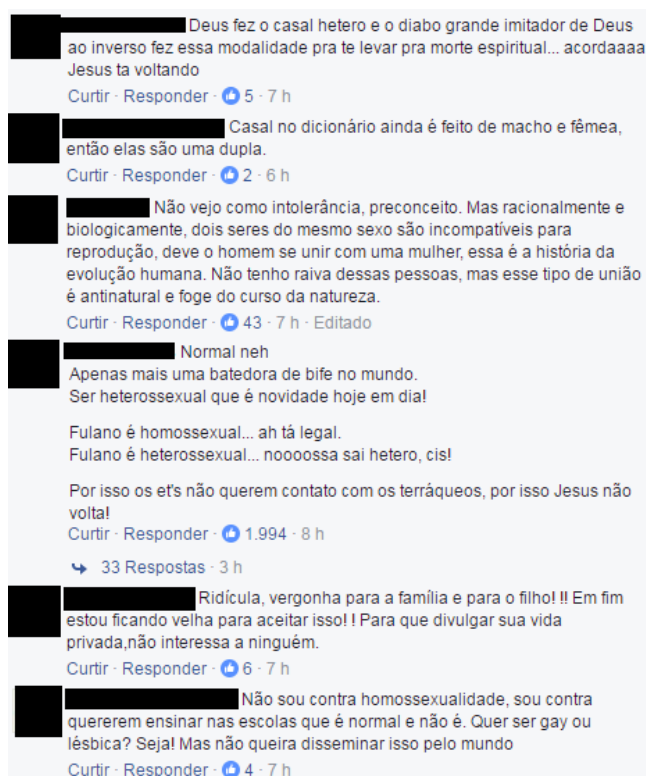 Deus fez o casal hetero e o diabo grande imitador de Deus
ao inverso fez essa modalidade pra te levar pra morte espiritual... acordaaaa
Jesus ta voltando
Curtir · Responder · 5 · 7 h
Casal no dicionário ainda é feito de macho e fêmea,
então elas são uma dupla.
Curtir · Responder · 2 · 6 h
Não vejo como intolerância, preconceito. Mas racionalmente e
biologicamente, dois seres do mesmo sexo são incompatíveis para
reprodução, deve o homem se unir com uma mulher, essa é a história da
evolução humana. Não tenho raiva dessas pessoas, mas esse tipo de união
é antinatural e foge do curso da natureza.
Curtir · Responder · 43 · 7 h · Editado
Normal neh
Apenas mais uma batedora de bife no mundo.
Ser heterossexual que é novidade hoje em dia!
Fulano é homossexual... ah tá legal.
Fulano é heterossexual... noooossa sai hetero, cis!
Por isso os et's não querem contato com os terráqueos, por isso Jesus não
volta!
Curtir · Responder · 1.994 · 8 h
33 Respostas · 3 h
Ridícula, vergonha para a família e para o filho! !! Em fim
estou ficando velha para aceitar isso! ! Para que divulgar sua vida
privada,não interessa a ninguém.
Curtir · Responder · 6 · 7 h
Não sou contra homossexualidade, sou contra
quererem ensinar nas escolas que é normal e não é. Quer ser gay ou
lésbica? Seja! Mas não queira disseminar isso pelo mundo
Curtir · Responder · 4 · 7 h